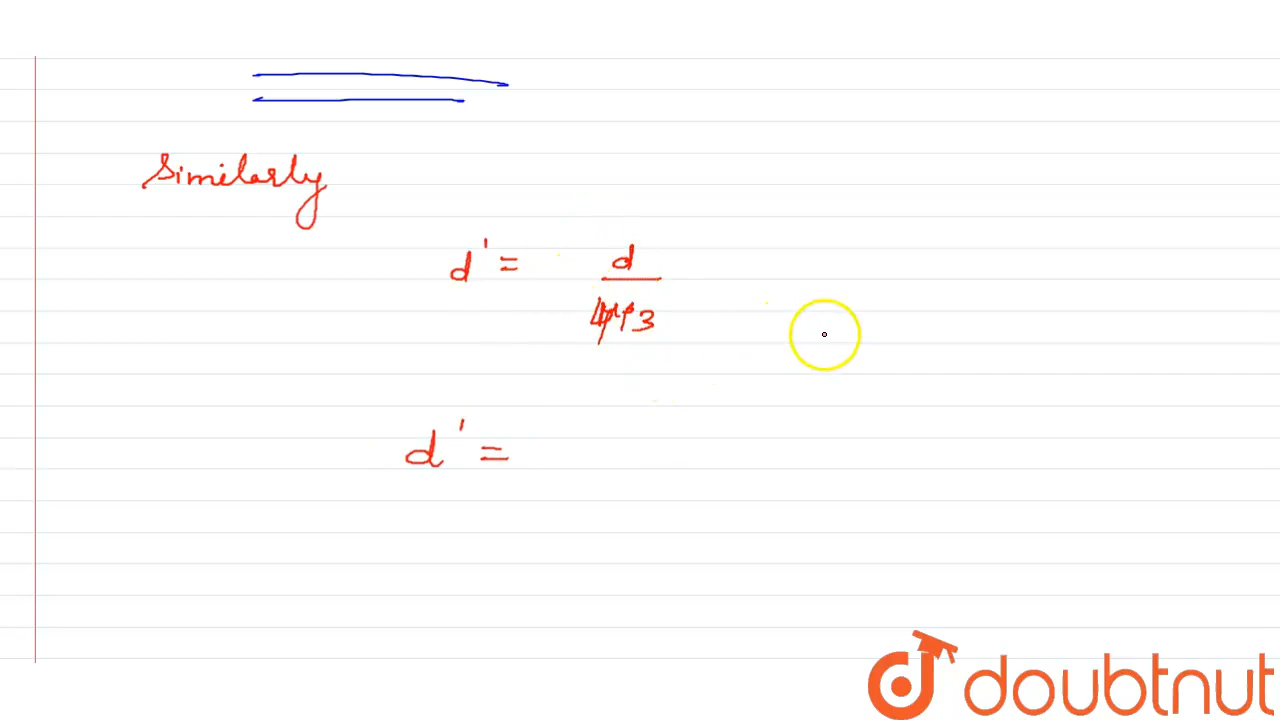 Similarly
d' = d
3
d' =
doubtnut